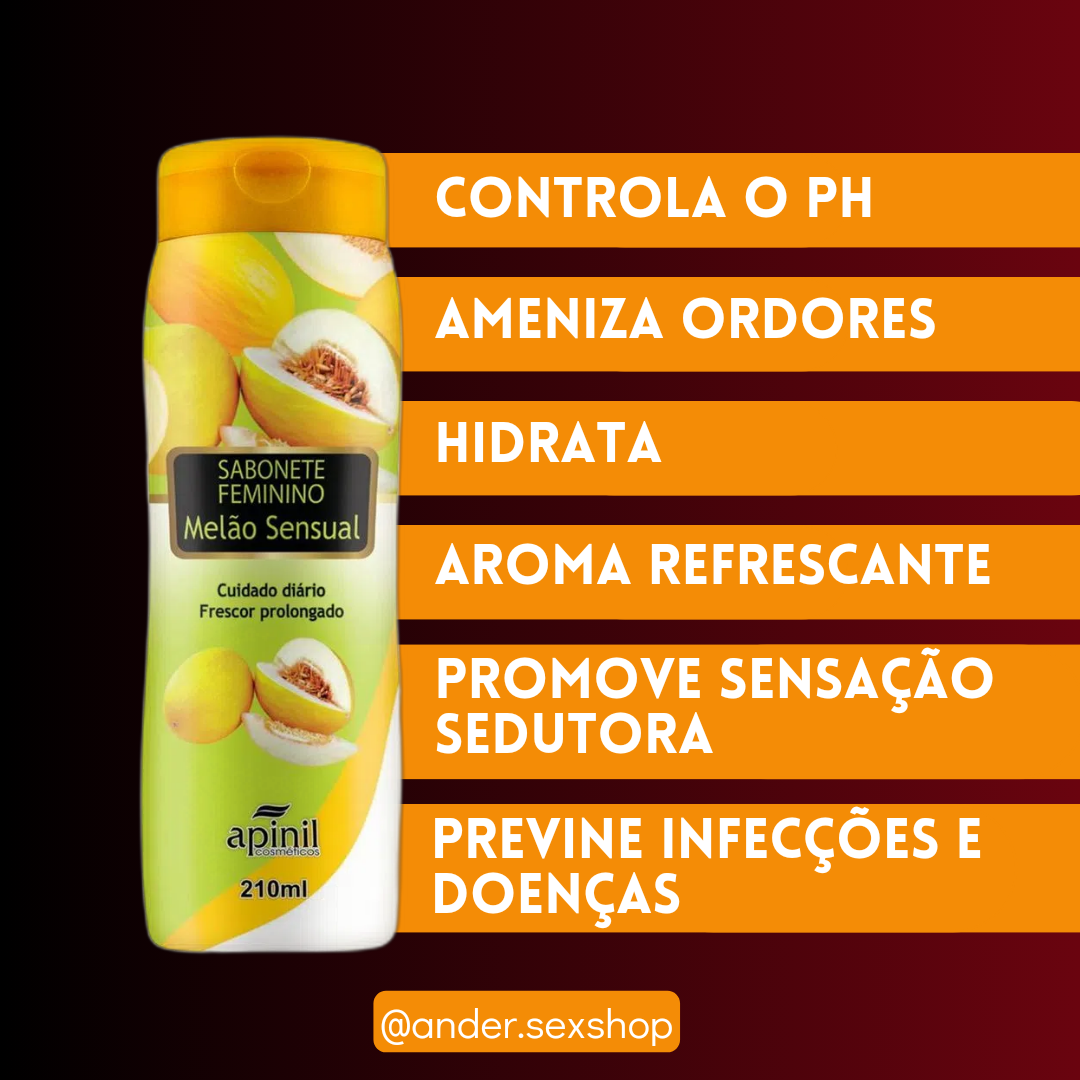 CONTROLA O PH
AMENIZA ORDORES
HIDRATA
AROMA REFRESCANTE
PROMOVE SENSAÇÃO
SEDUTORA
PREVINE INFECÇÕES E
DOENÇAS
SABONETE
FEMININO
Melão Sensual
Cuidado diário
Frescor prolongado
apinil
cosméticos
210ml
@ander.sexshop